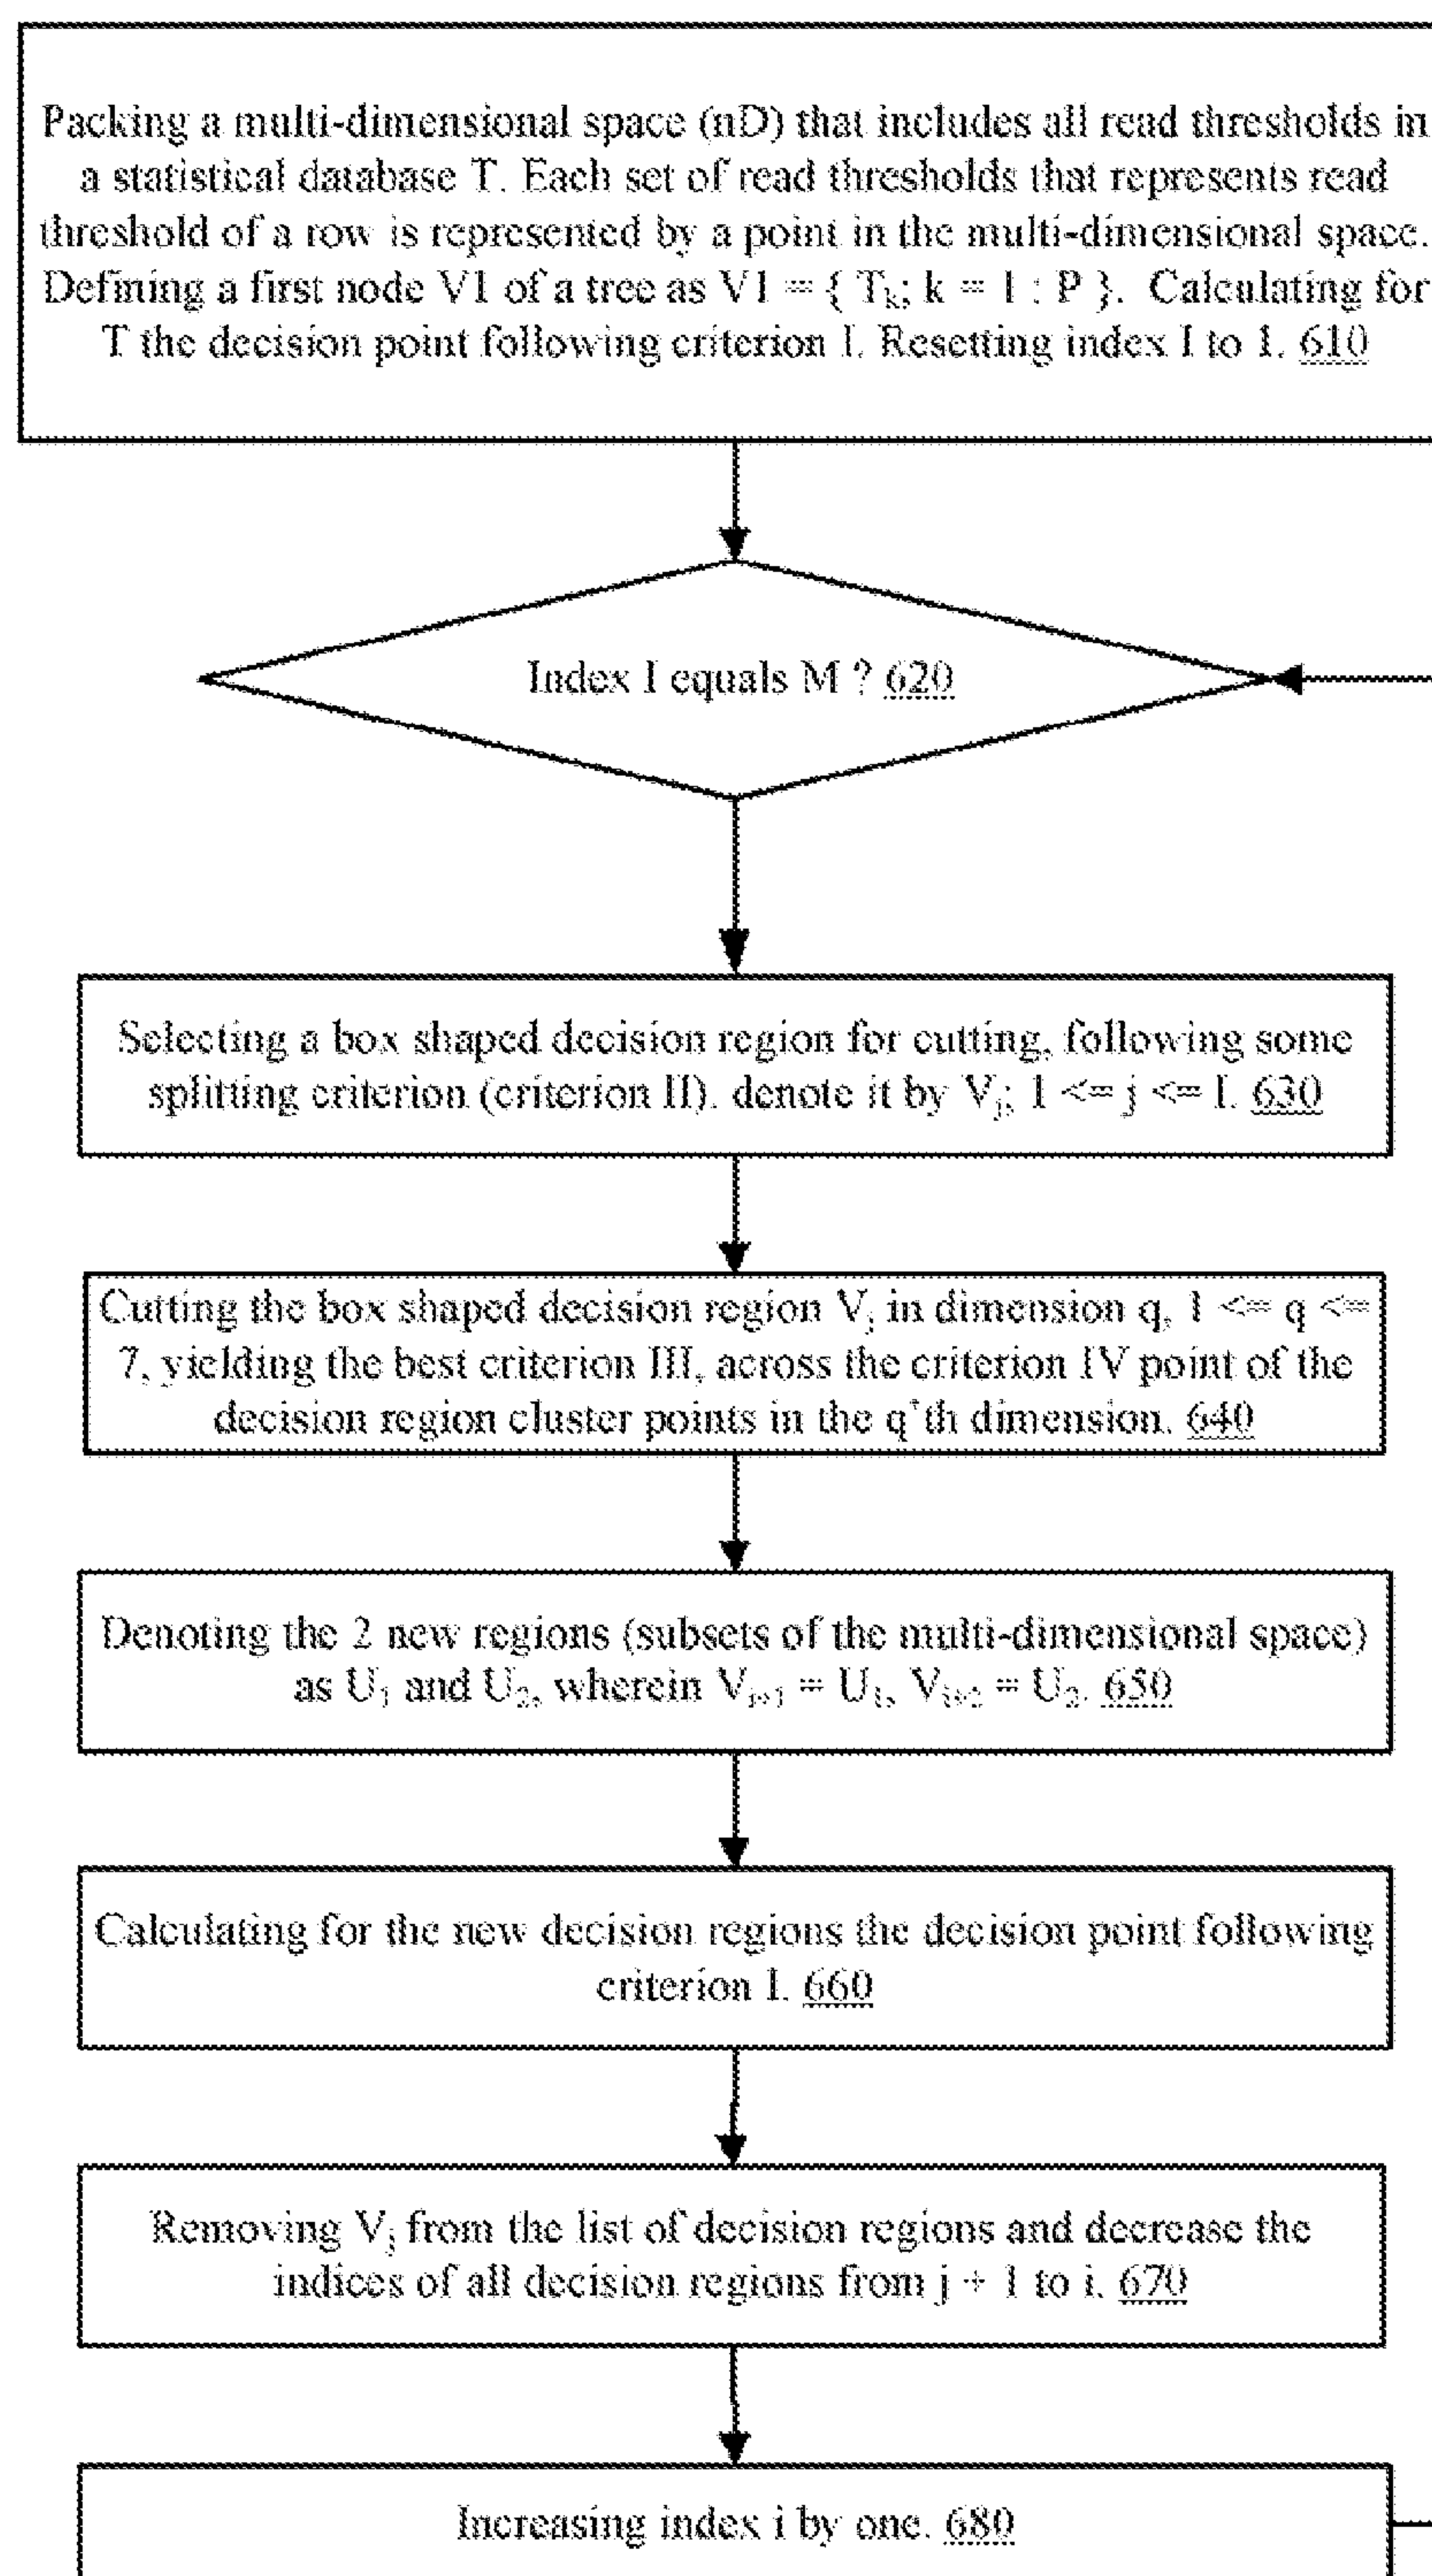 Packing a multi-dimensional space (nD) that includes all read thresholds in
a statistical database T. Each set of read thresholds that represents read
threshold of a row is represented by a point in the multi-dimensional space.
Defining a first node V1 of a tree as V1 = { Tₖ; k = 1 : P }. Calculating for
T the decision point following criterion I. Resetting index I to 1. 610
Index I equals M ? 620
Selecting a box shaped decision region for cutting, following some
splitting criterion (criterion II). denote it by Vⱼ; 1 <= j <= I. 630
Cutting the box shaped decision region Vⱼ in dimension q, 1 <= q <=
7, yielding the best criterion III, across the criterion IV point of the
decision region cluster points in the q'th dimension. 640
Denoting the 2 new regions (subsets of the multi-dimensional space)
as U₁ and U₂, wherein Vᵢ₊₁ = U₁, Vᵢ₊₂ = U₂. 650
Calculating for the new decision regions the decision point following
criterion I. 660
Removing Vⱼ from the list of decision regions and decrease the
indices of all decision regions from j + 1 to i. 670
Increasing index i by one. 680